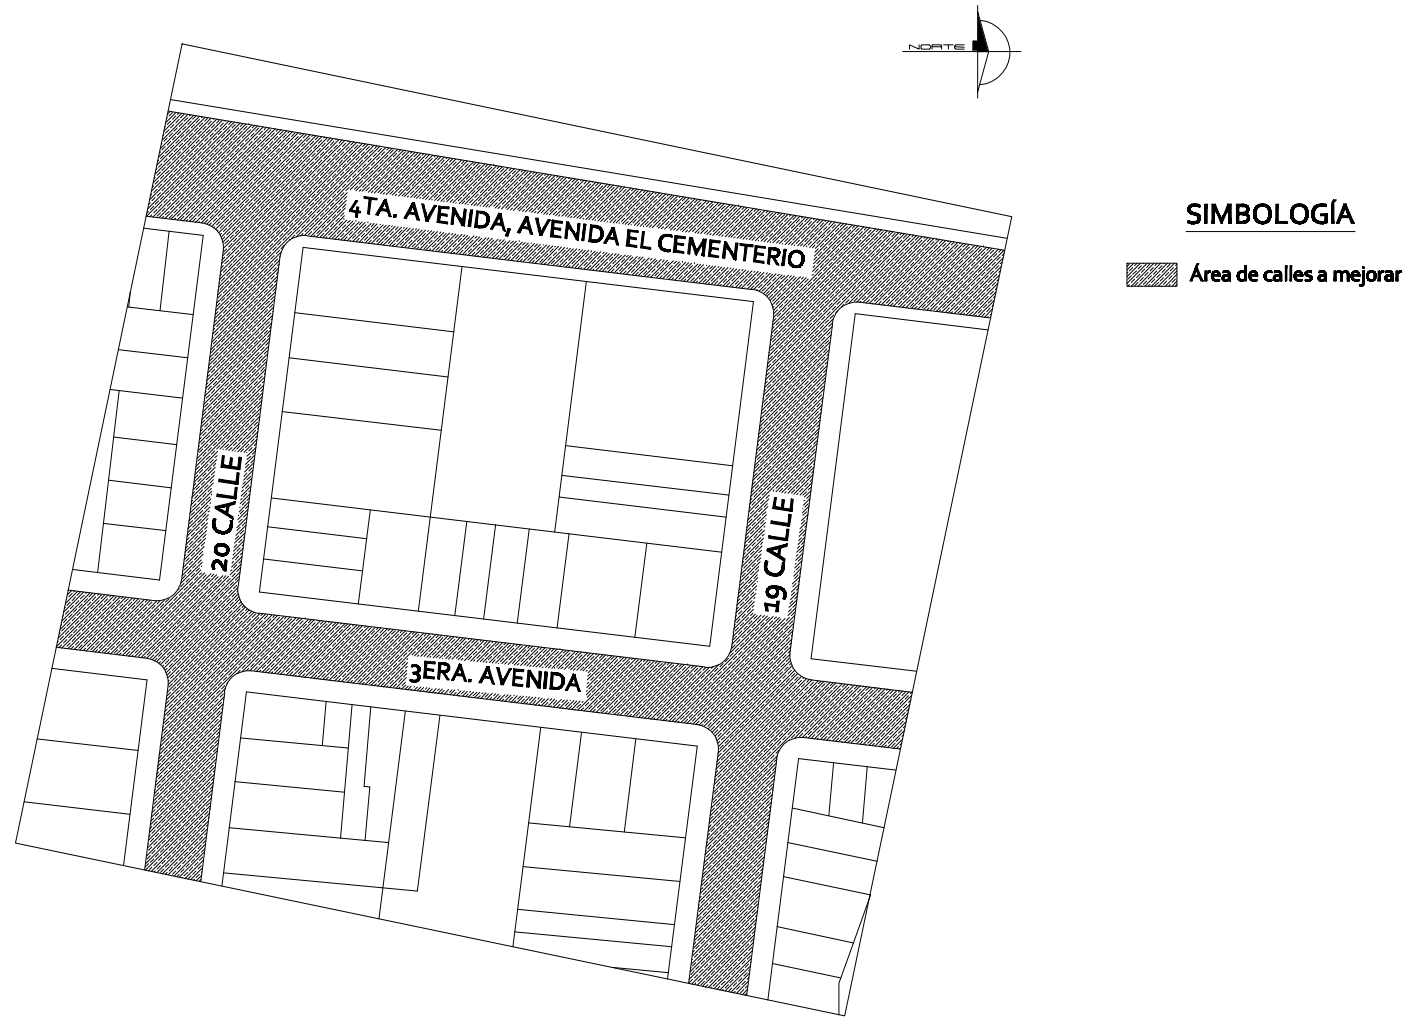 NORTE
SIMBOLOGÍA
Área de calles a mejorar
4TA. AVENIDA, AVENIDA EL CEMENTERIO
20 CALLE
19 CALLE
3ERA. AVENIDA